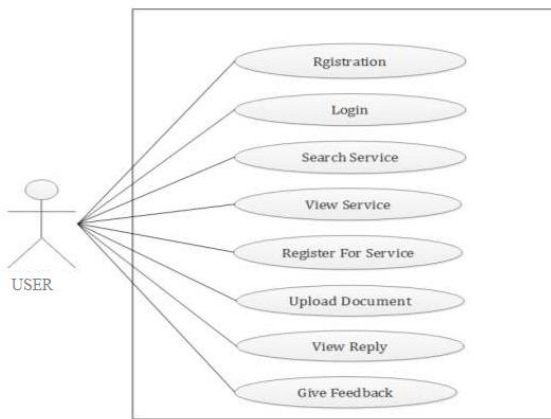 Rgistration
Login
Search Service
View Service
Register For Service
USER
Upload Document
View Reply
Give Feedback